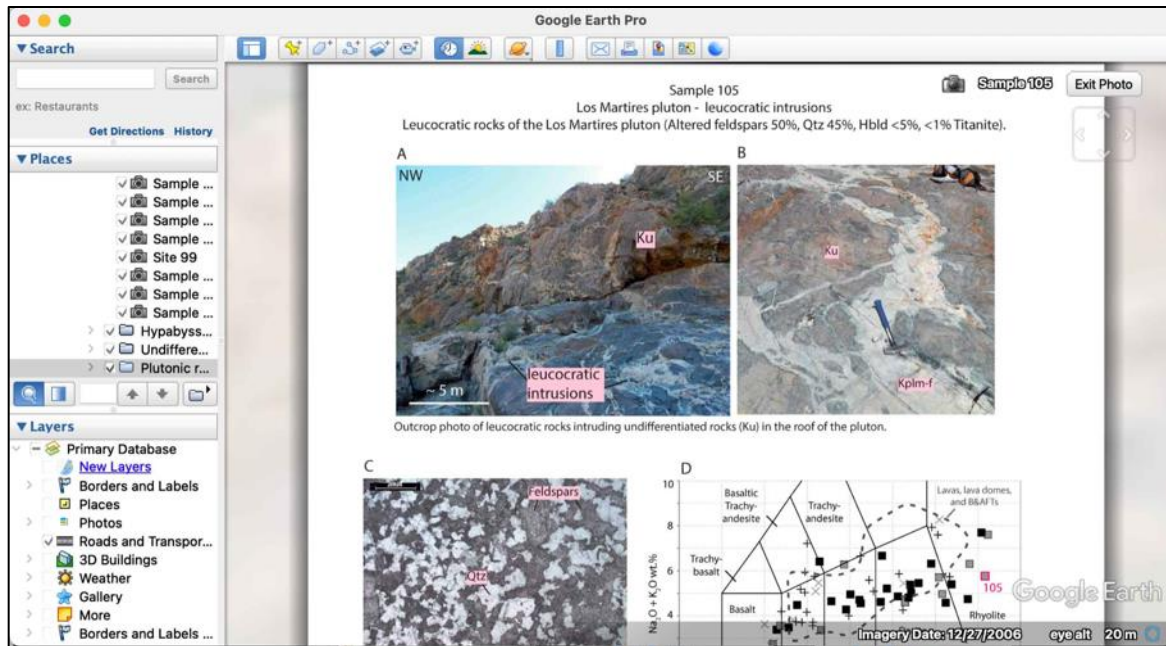 Google Earth Pro
Search
Search
ex: Restaurants
Get Directions History
Places
Sample ...
Sample ...
Sample ...
Sample ...
Site 99
Sample ...
Sample ...
Sample ...
Hypabyss...
Undiffere...
Plutonic r...
Layers
Primary Database
New Layers
Borders and Labels
Places
Photos
Roads and Transpor...
3D Buildings
Weather
Gallery
More
Borders and Labels ...
Sample 105
Exit Photo
Sample 105
Los Martires pluton - leucocratic intrusions
Leucocratic rocks of the Los Martires pluton (Altered feldspars 50%, Qtz 45%, Hbld <5%, <1% Titanite).
A
NW
SE
Ku
~ 5 m
leucocratic
intrusions
B
Ku
Kplm-f
Outcrop photo of leucocratic rocks intruding undifferentiated rocks (Ku) in the roof of the pluton.
C
Feldspars
Qtz
D
10
8
6
4
Na₂O + K₂O wt.%
Basaltic
Trachy-
andesite
Trachy-
andesite
Lavas, lava domes,
and B&AFTs
Trachy-
basalt
Basalt
105
Rhyolite
Google Earth
Imagery Date: 12/27/2006 eye alt 20 m